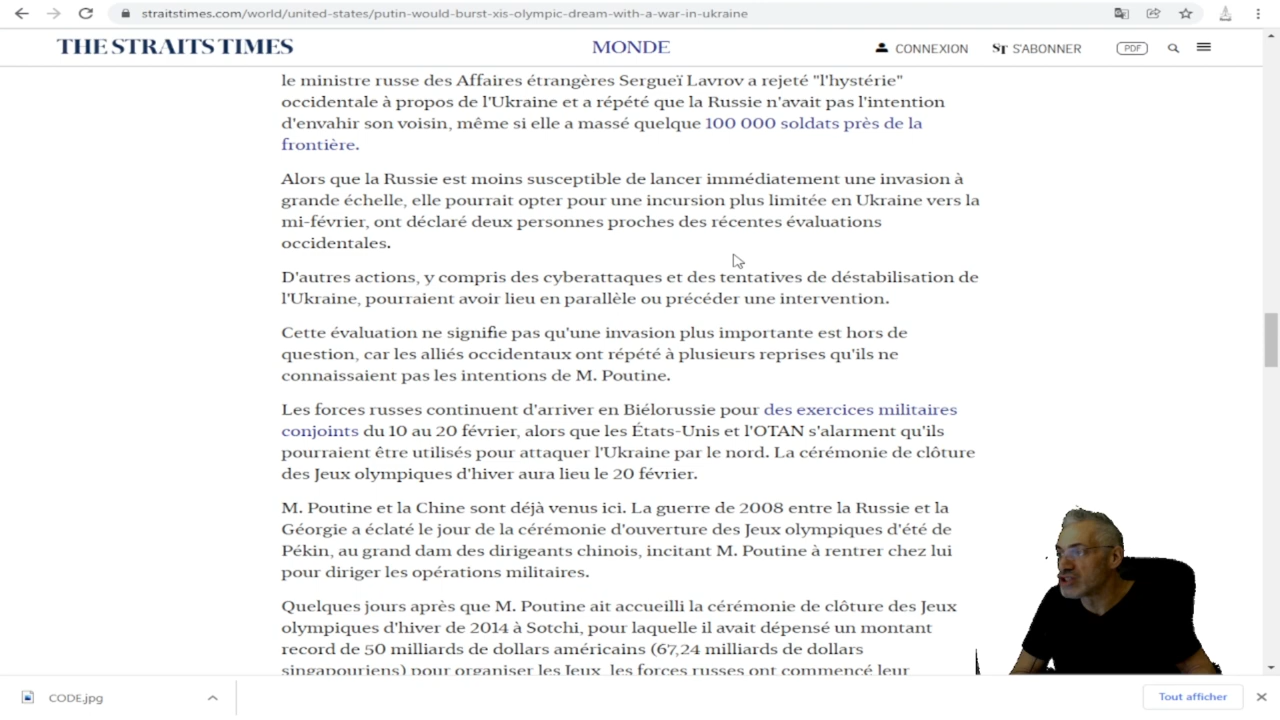 straitstimes.com/world/united-states/putin-would-burst-xis-olympic-dream-with-a-war-in-ukraine
THE STRAITS TIMES
MONDE
CONNEXION
ST S'ABONNER
PDF
le ministre russe des Affaires étrangères Sergueï Lavrov a rejeté "l'hystérie"
occidentale à propos de l'Ukraine et a répété que la Russie n'avait pas l'intention
d'envahir son voisin, même si elle a massé quelque 100 000 soldats près de la
frontière.
Alors que la Russie est moins susceptible de lancer immédiatement une invasion à
grande échelle, elle pourrait opter pour une incursion plus limitée en Ukraine vers la
mi-février, ont déclaré deux personnes proches des récentes évaluations
occidentales.
D'autres actions, y compris des cyberattaques et des tentatives de déstabilisation de
l'Ukraine, pourraient avoir lieu en parallèle ou précéder une intervention.
Cette évaluation ne signifie pas qu'une invasion plus importante est hors de
question, car les alliés occidentaux ont répété à plusieurs reprises qu'ils ne
connaissaient pas les intentions de M. Poutine.
Les forces russes continuent d'arriver en Biélorussie pour des exercices militaires
conjoints du 10 au 20 février, alors que les États-Unis et l'OTAN s'alarment qu'ils
pourraient être utilisés pour attaquer l'Ukraine par le nord. La cérémonie de clôture
des Jeux olympiques d'hiver aura lieu le 20 février.
M. Poutine et la Chine sont déjà venus ici. La guerre de 2008 entre la Russie et la
Géorgie a éclaté le jour de la cérémonie d'ouverture des Jeux olympiques d'été de
Pékin, au grand dam des dirigeants chinois, incitant M. Poutine à rentrer chez lui
pour diriger les opérations militaires.
Quelques jours après que M. Poutine ait accueilli la cérémonie de clôture des Jeux
olympiques d'hiver de 2014 à Sotchi, pour laquelle il avait dépensé un montant
record de 50 milliards de dollars américains (67,24 milliards de dollars
singapouriens) pour organiser les Jeux, les forces russes ont commencé leur
CODE.jpg
Tout afficher